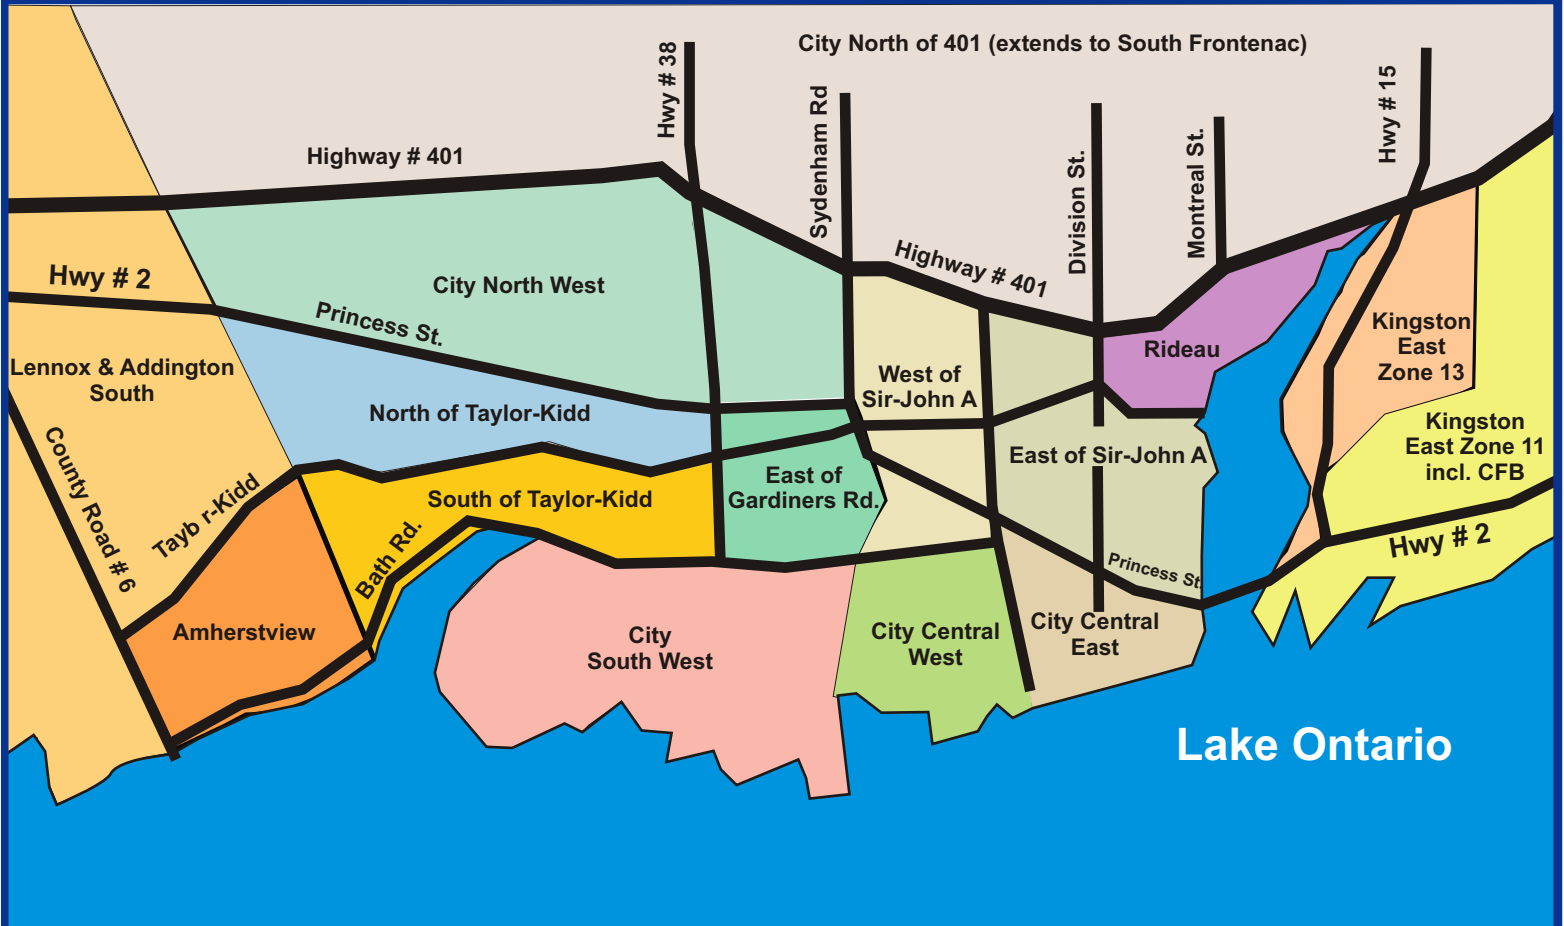 City North of 401 (extends to South Frontenac)
Hwy # 38
Sydenham Rd
Division St.
Montreal St.
Hwy # 15
Highway # 401
Highway # 401
Hwy # 2
Princess St.
City North West
Lennox & Addington
South
North of Taylor-Kidd
West of
Sir-John A
Rideau
Kingston
East
Zone 13
Kingston
East Zone 11
incl. CFB
County Road # 6
Tayb r-Kidd
South of Taylor-Kidd
East of
Gardiners Rd.
East of Sir-John A
Bath Rd.
Hwy # 2
Princess St.
Amherstview
City
South West
City Central
West
City Central
East
Lake Ontario